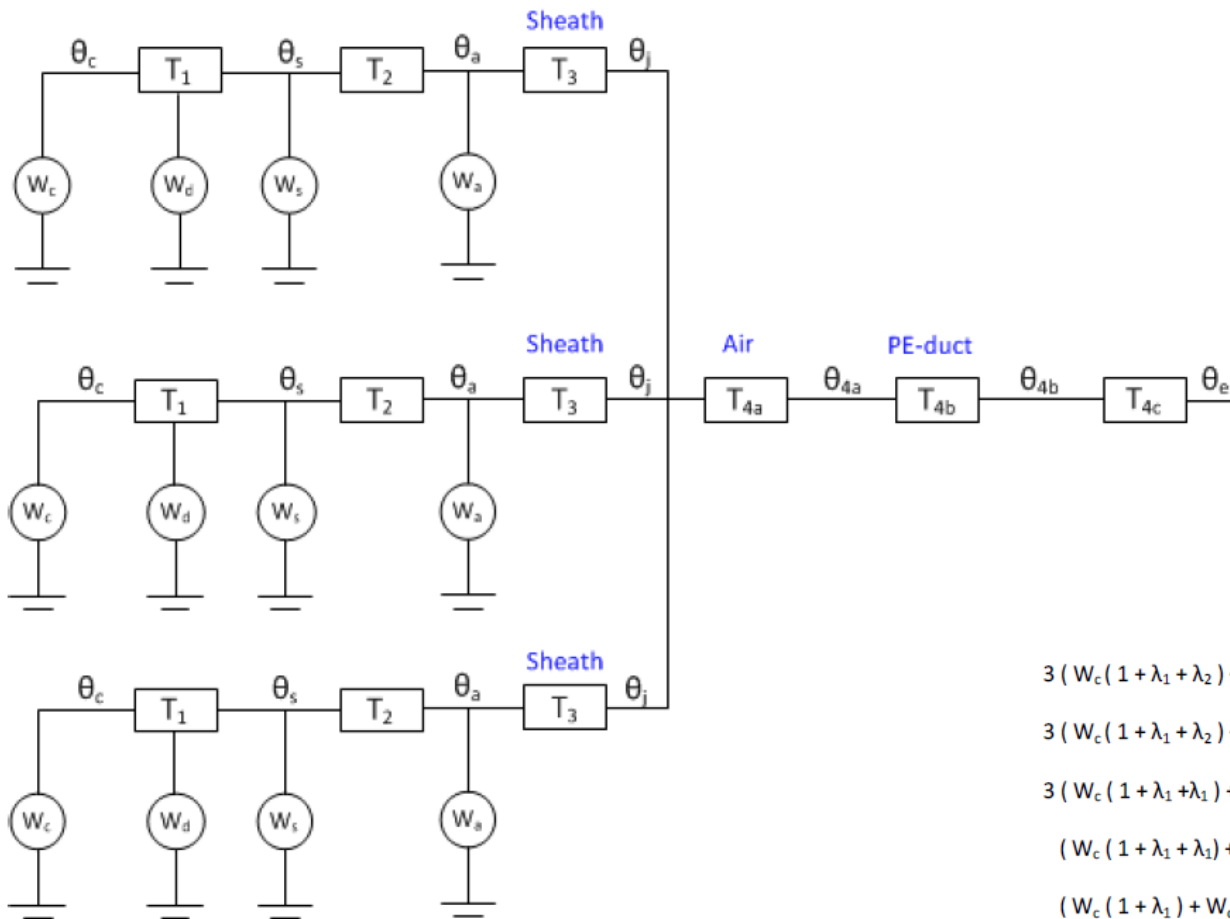 Sheath
θc T1 θs T2 θa T3 θj
Wc Wd Ws Wa
Sheath Air PE-duct
θc T1 θs T2 θa T3 θj T4a θ4a T4b θ4b T4c θe
Wc Wd Ws Wa
Sheath
θc T1 θs T2 θa T3 θj
Wc Wd Ws Wa
3 ( Wc ( 1 + λ1 + λ2 )
3 ( Wc ( 1 + λ1 + λ2 )
3 ( Wc ( 1 + λ1 +λ1 ) +
( Wc ( 1 + λ1 + λ1) +
( Wc ( 1 + λ1 ) + W